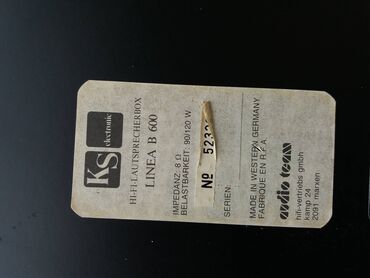 KS
electronic
HI-FI-LAUTSPRECHERBOX
LINEA B 600
IMPEDANZ: 8 Ω
BELASTBARKEIT: 90/120 W
No
SERIEN:
MADE IN WESTERN GERMANY
FABRIQUE EN R.F.A.
audio team
hifi-vertriebs gmbh
kamp 24
2091 marxen